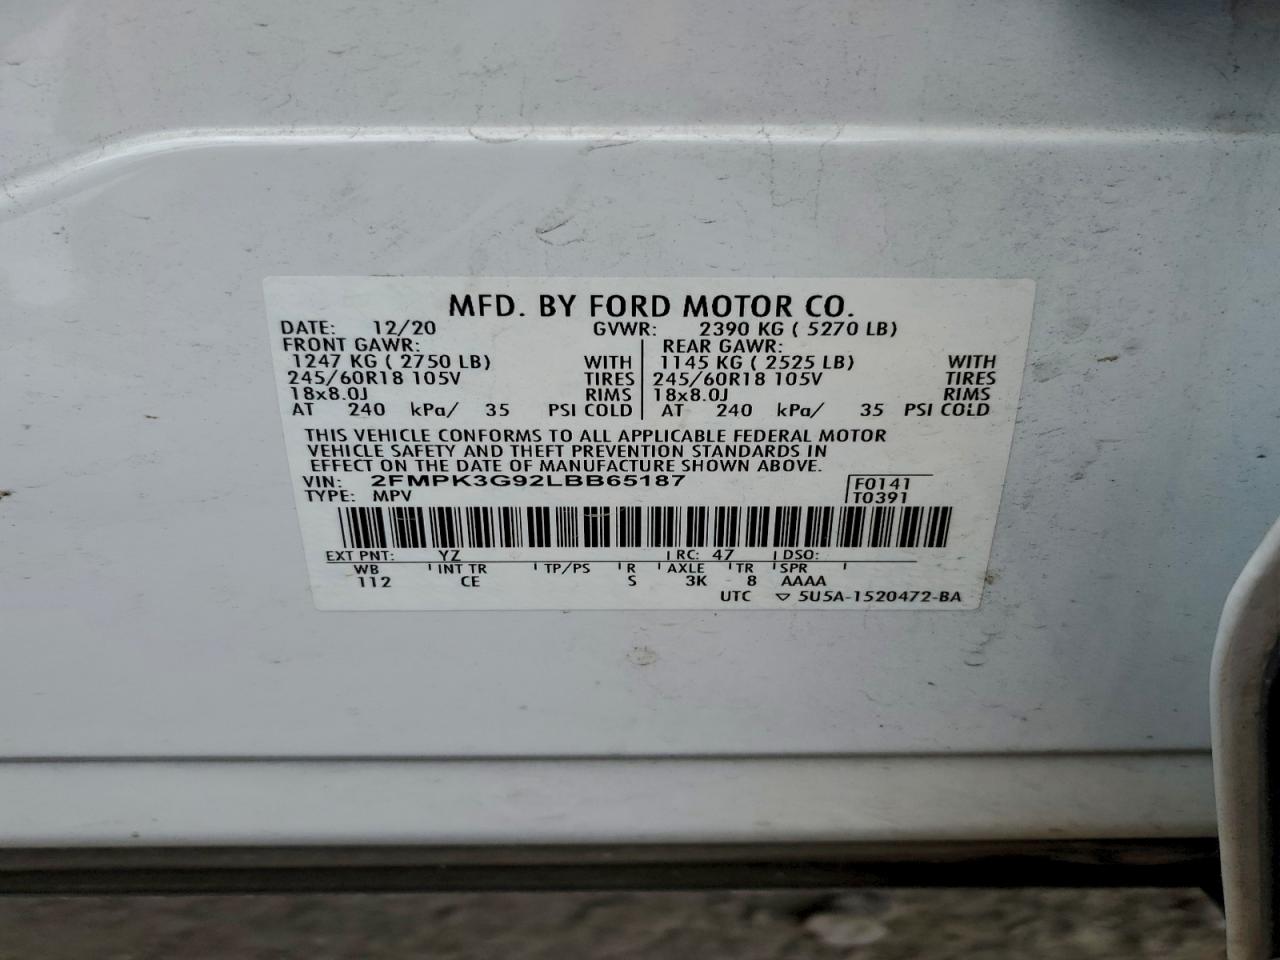 MFD. BY FORD MOTOR CO.
DATE: 12/20 GVWR: 2390 KG ( 5270 LB)
FRONT GAWR: REAR GAWR:
1247 KG ( 2750 LB) WITH 1145 KG ( 2525 LB) WITH
245/60R18 105V TIRES 245/60R18 105V TIRES
18x8.0J RIMS 18x8.0J RIMS
AT 240 kPa/ 35 PSI COLD AT 240 kPa/ 35 PSI COLD
THIS VEHICLE CONFORMS TO ALL APPLICABLE FEDERAL MOTOR
VEHICLE SAFETY AND THEFT PREVENTION STANDARDS IN
EFFECT ON THE DATE OF MANUFACTURE SHOWN ABOVE.
VIN: 2FMPK3G92LBB65187 F0141
TYPE: MPV T0391
EXT PNT: YZ RC: 47 DSO:
WB INT TR TP/PS R AXLE TR SPR
112 CE S 3K 8 AAAA
UTC ▽ 5U5A-1520472-BA